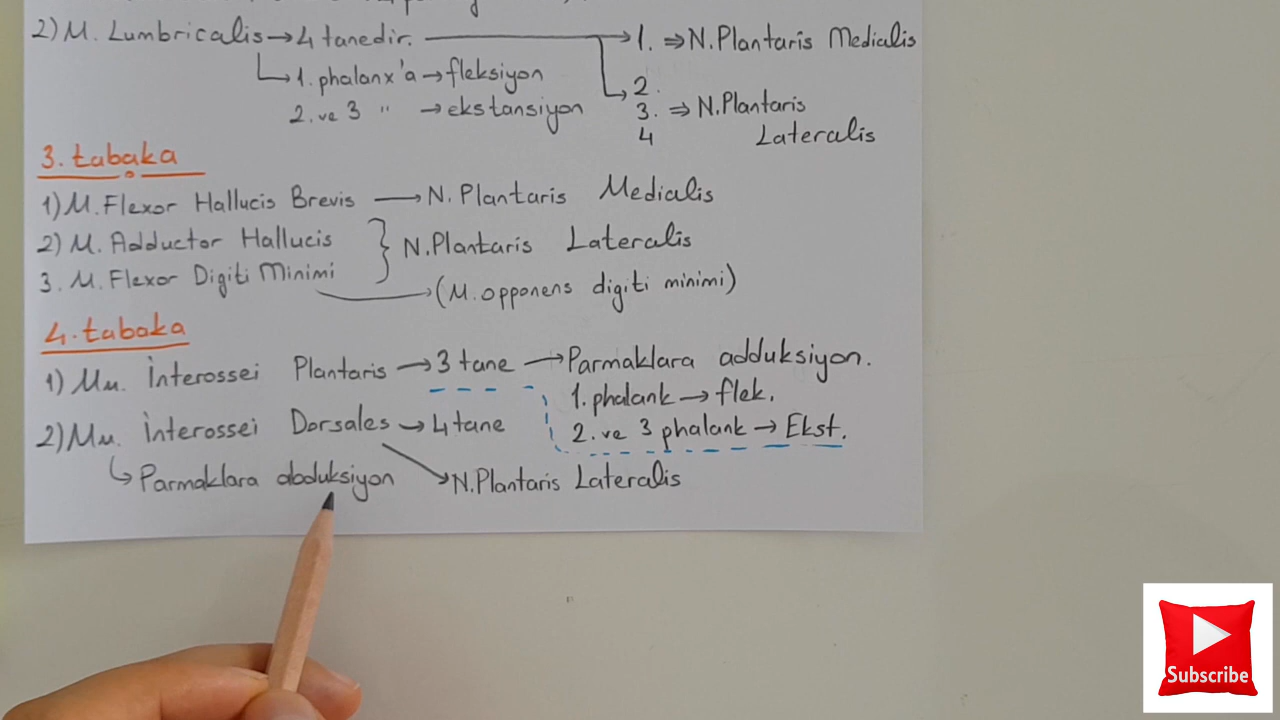 2) M. Lumbricalis → 4 tanedir. → 1. ⇒ N. Plantaris Medialis
↳ 1. phalanx'a → fleksiyon
2.
2. ve 3 " → ekstansiyon
3. ⇒ N. Plantaris
4 Lateralis
3. tabaka
1) M. Flexor Hallucis Brevis → N. Plantaris Medialis
2) M. Adductor Hallucis } N. Plantaris Lateralis
3. M. Flexor Digiti Minimi → (M. opponens digiti minimi)
4. tabaka
1) Mm. İnterossei Plantaris → 3 tane → Parmaklara adduksiyon.
1. phalank → flek.
2) Mm. İnterossei Dorsales → 4 tane
2. ve 3 phalank → Ekst.
↳ Parmaklara abduksiyon → N. Plantaris Lateralis
Subscribe